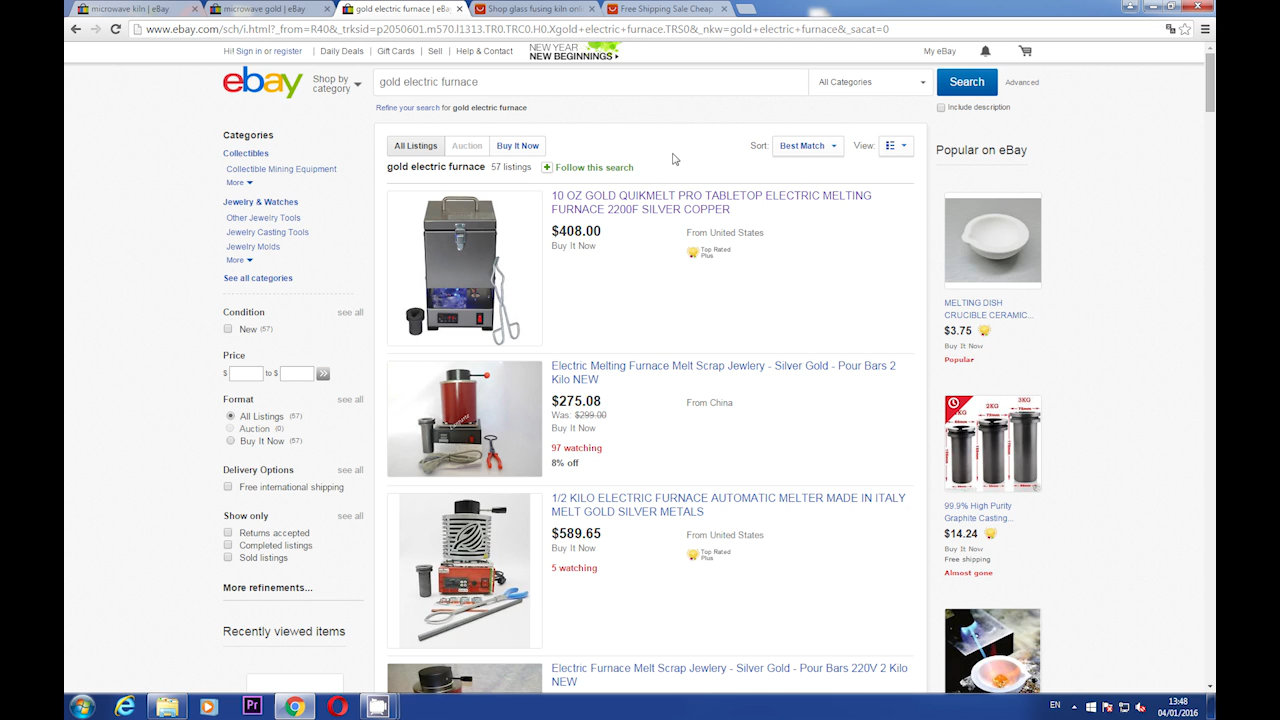 microwave kiln | eBay
microwave gold | eBay
gold electric furnace | eB
Shop glass fusing kiln onlin
Free Shipping Sale Cheap
www.ebay.com/sch/i.html?_from=R40&_trksid=p2050601.m570.l1313.TR0.TRC0.H0.Xgold+electric+furnace.TRS0&_nkw=gold+electric+furnace&_sacat=0
Hi! Sign in or register
Daily Deals
Gift Cards
Sell
Help & Contact
NEW YEAR
NEW BEGINNINGS
My eBay
ebay
Shop by
category
gold electric furnace
All Categories
Search
Advanced
Refine your search for gold electric furnace
Include description
Categories
Collectibles
Collectible Mining Equipment
More
Jewelry & Watches
Other Jewelry Tools
Jewelry Casting Tools
Jewelry Molds
More
See all categories
Condition
see all
New (57)
Price
$ to $
Format
see all
All Listings (57)
Auction (0)
Buy It Now (57)
Delivery Options
see all
Free international shipping
Show only
see all
Returns accepted
Completed listings
Sold listings
More refinements...
Recently viewed items
All Listings
Auction
Buy It Now
Sort:
Best Match
View:
gold electric furnace 57 listings
Follow this search
10 OZ GOLD QUIKMELT PRO TABLETOP ELECTRIC MELTING
FURNACE 2200F SILVER COPPER
$408.00
From United States
Buy It Now
Top Rated
Plus
Electric Melting Furnace Melt Scrap Jewlery - Silver Gold - Pour Bars 2
Kilo NEW
$275.08
From China
Was: $299.00
Buy It Now
97 watching
8% off
1/2 KILO ELECTRIC FURNACE AUTOMATIC MELTER MADE IN ITALY
MELT GOLD SILVER METALS
$589.65
From United States
Buy It Now
Top Rated
Plus
5 watching
Electric Furnace Melt Scrap Jewlery - Silver Gold - Pour Bars 220V 2 Kilo
NEW
Popular on eBay
MELTING DISH
CRUCIBLE CERAMIC...
$3.75
Buy It Now
Popular
1KG
2KG
3KG
99.9% High Purity
Graphite Casting...
$14.24
Buy It Now
Free shipping
Almost gone
Pr
EN
13:48
04/01/2016